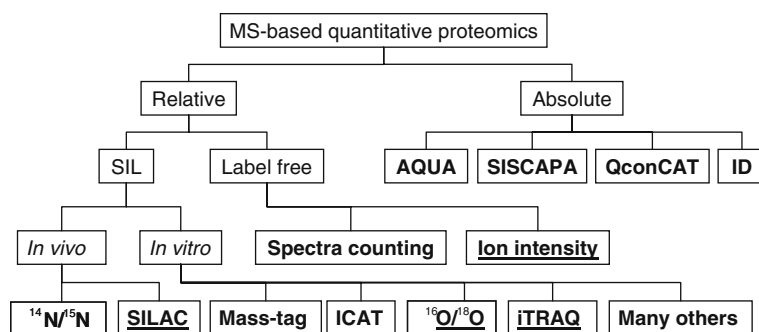 MS-based quantitative proteomics
Relative
Absolute
SIL
Label free
AQUA
SISCAPA
QconCAT
ID
In vivo
In vitro
Spectra counting
Ion intensity
¹⁴N/¹⁵N
SILAC
Mass-tag
ICAT
¹⁶O/¹⁸O
iTRAQ
Many others